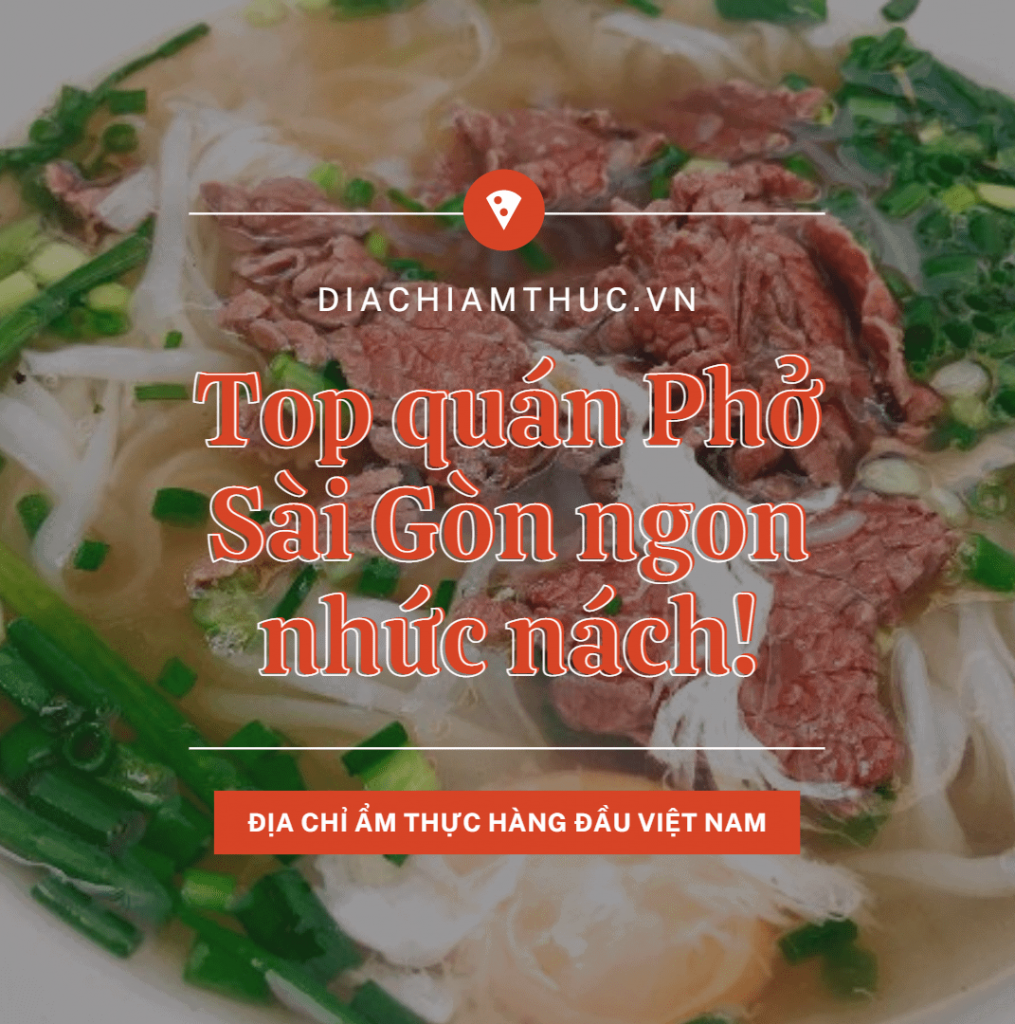 DIACHIAMTHUC.VN
Top quán Phở
Sài Gòn ngon
nhức nách!
ĐỊA CHỈ ẨM THỰC HÀNG ĐẦU VIỆT NAM